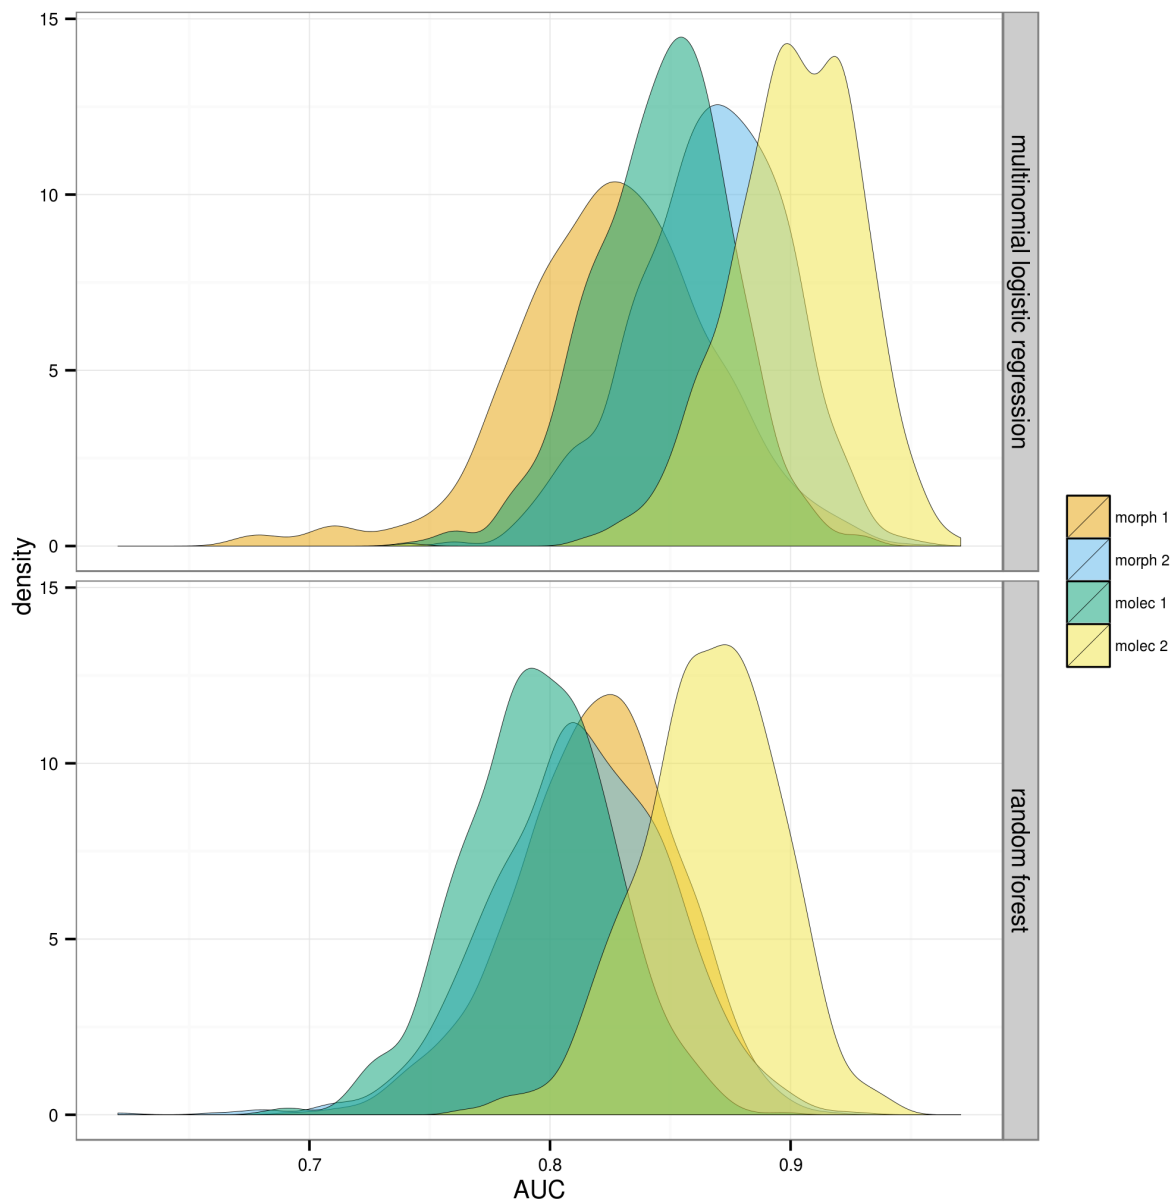 15
10
5
0
multinomial logistic regression
15
10
5
0
random forest
density
0.7
0.8
0.9
AUC
morph 1
morph 2
molec 1
molec 2